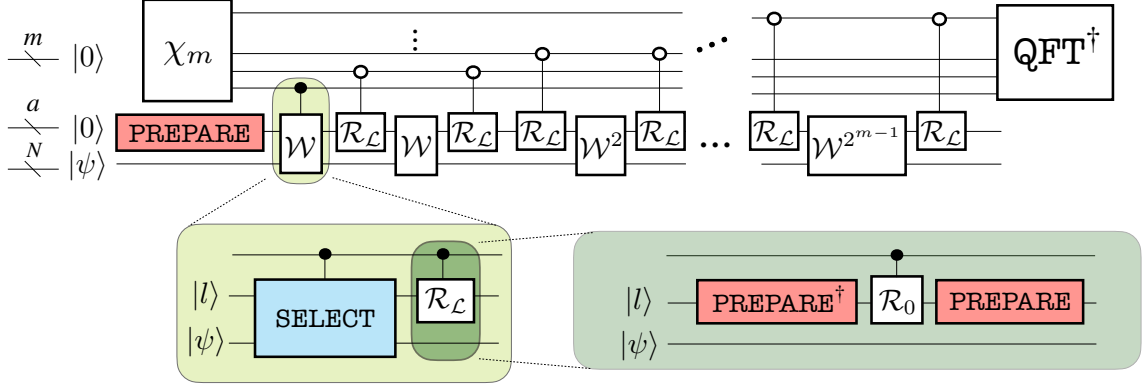 m |0⟩ χ_m ⋮ ⋰ QFT†
a |0⟩ PREPARE 𝒲 ℛ_ℒ 𝒲 ℛ_ℒ ℛ_ℒ 𝒲² ℛ_ℒ ... ℛ_ℒ 𝒲^{2^{m−1}} ℛ_ℒ
N |ψ⟩
|l⟩ SELECT ℛ_ℒ |l⟩ PREPARE† ℛ_0 PREPARE
|ψ⟩ |ψ⟩